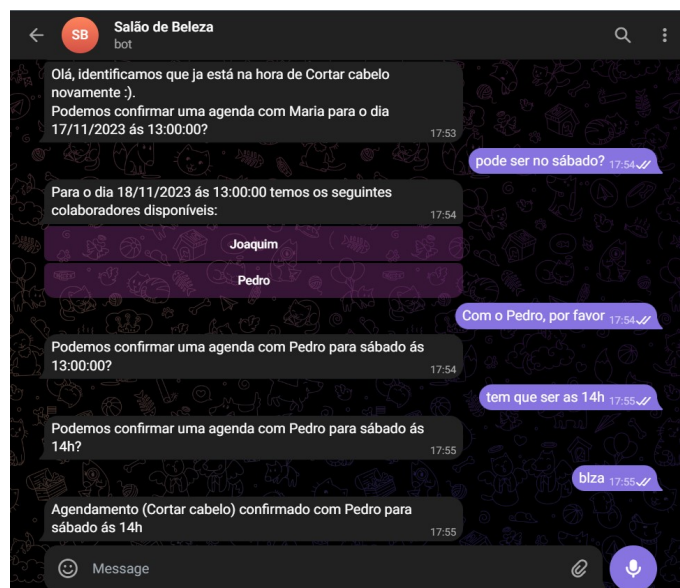 SB
Salão de Beleza
bot
Olá, identificamos que ja está na hora de Cortar cabelo
novamente :).
Podemos confirmar uma agenda com Maria para o dia
17/11/2023 ás 13:00:00?
17:53
pode ser no sábado? 17:54
Para o dia 18/11/2023 ás 13:00:00 temos os seguintes
colaboradores disponíveis:
17:54
Joaquim
Pedro
Com o Pedro, por favor 17:54
Podemos confirmar uma agenda com Pedro para sábado ás
13:00:00?
17:54
tem que ser as 14h 17:55
Podemos confirmar uma agenda com Pedro para sábado ás
14h?
17:55
blza 17:55
Agendamento (Cortar cabelo) confirmado com Pedro para
sábado ás 14h
17:55
Message